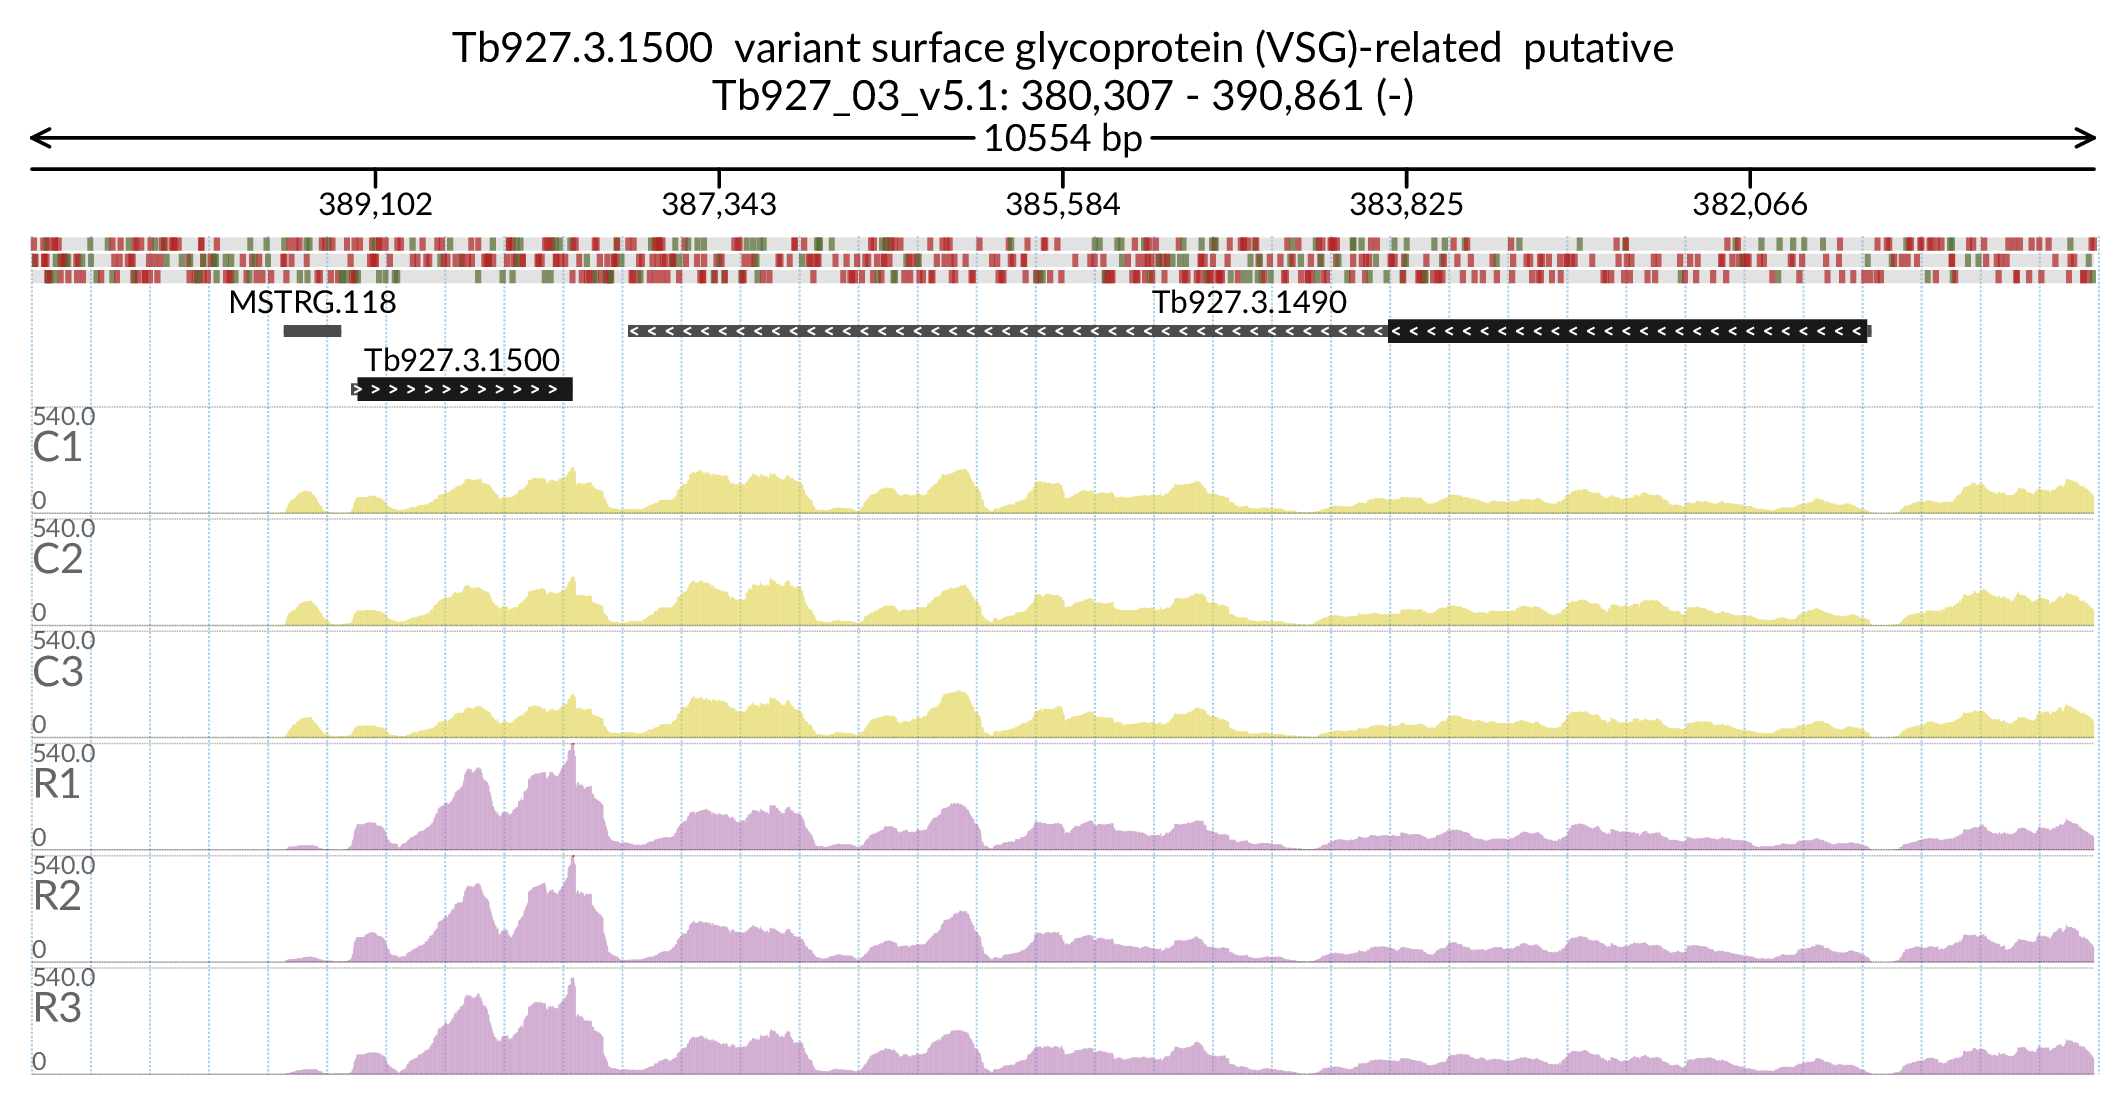 Tb927.3.1500  variant surface glycoprotein (VSG)-related  putative
Tb927_03_v5.1: 380,307 - 390,861 (-)
10554 bp
389,102 387,343 385,584 383,825 382,066
MSTRG.118 Tb927.3.1490
Tb927.3.1500
540.0
C1
0
540.0
C2
0
540.0
C3
0
540.0
R1
0
540.0
R2
0
540.0
R3
0